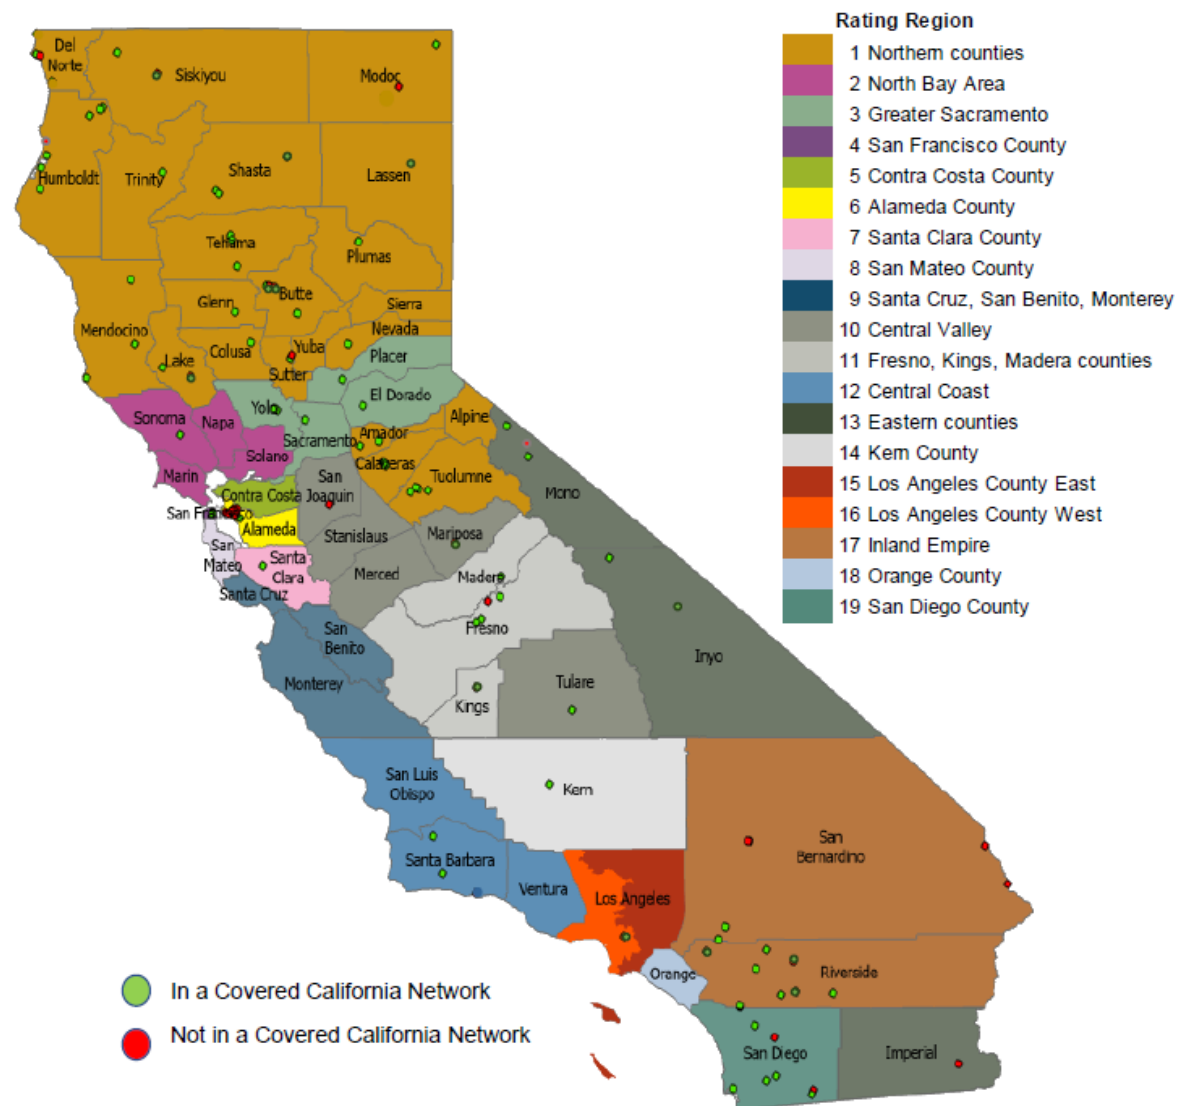 Rating Region
1 Northern counties
2 North Bay Area
3 Greater Sacramento
4 San Francisco County
5 Contra Costa County
6 Alameda County
7 Santa Clara County
8 San Mateo County
9 Santa Cruz, San Benito, Monterey
10 Central Valley
11 Fresno, Kings, Madera counties
12 Central Coast
13 Eastern counties
14 Kern County
15 Los Angeles County East
16 Los Angeles County West
17 Inland Empire
18 Orange County
19 San Diego County
Del
Norte
Siskiyou
Modoc
Humboldt
Trinity
Shasta
Lassen
Tehama
Plumas
Glenn
Butte
Sierra
Mendocino
Lake
Colusa
Yuba
Sutter
Nevada
Placer
El Dorado
Sonoma
Napa
Yolo
Sacramento
Amador
Alpine
Solano
Marin
Calaveras
Tuolumne
Mono
Contra Costa
San
Joaquin
San Francisco
Alameda
Stanislaus
Mariposa
San
Mateo
Santa
Clara
Merced
Madera
Santa Cruz
Fresno
San
Benito
Inyo
Monterey
Kings
Tulare
San Luis
Obispo
Kern
Santa Barbara
Ventura
Los Angeles
San
Bernardino
Orange
Riverside
San Diego
Imperial
In a Covered California Network
Not in a Covered California Network